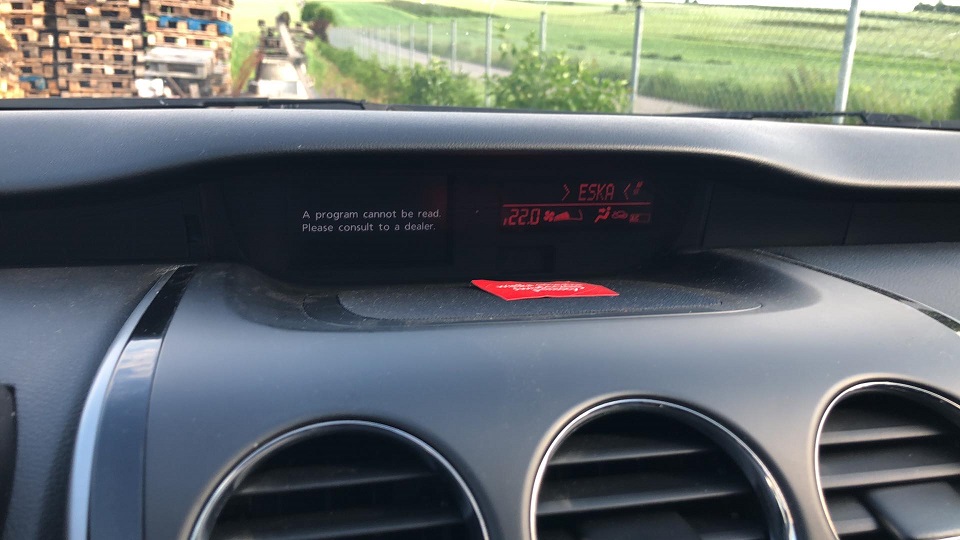 A program cannot be read.
Please consult to a dealer.
> ESKA <
22.0